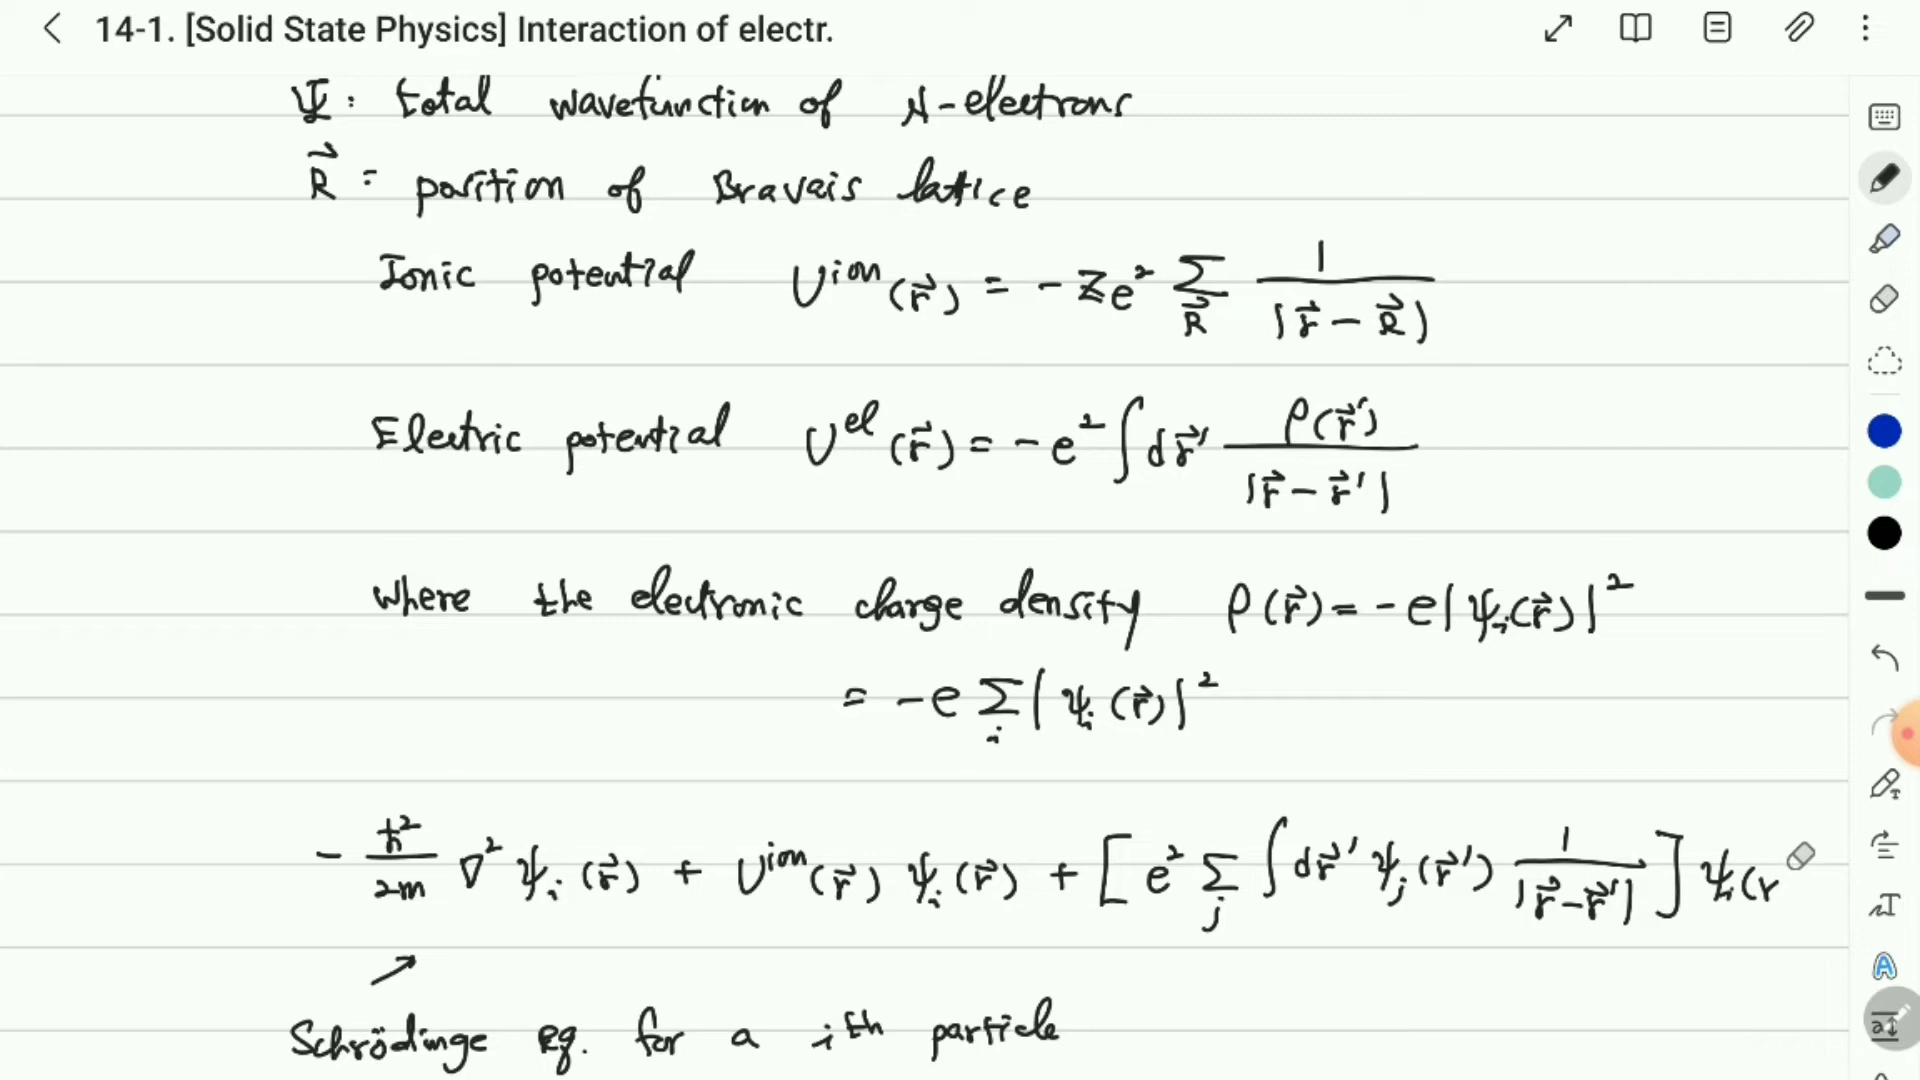 14-1. [Solid State Physics] Interaction of electr.
Ψ : total wavefunction of N-electrons
R⃗ : position of Bravais lattice
Ionic potential U^ion(r⃗) = -Ze² Σ_R⃗ 1/|r⃗ - R⃗|
Electric potential U^el(r⃗) = -e² ∫dr⃗' ρ(r⃗')/|r⃗ - r⃗'|
where the electronic charge density ρ(r⃗) = -e|ψ_i(r⃗)|²
= -e Σ_i |ψ_i(r⃗)|²
-ħ²/2m ∇²ψ_i(r⃗) + U^ion(r⃗) ψ_i(r⃗) + [e² Σ_j ∫dr⃗' ψ_j(r⃗') 1/|r⃗-r⃗'|] ψ_i(r
Schrödinge eq. for a ith particle